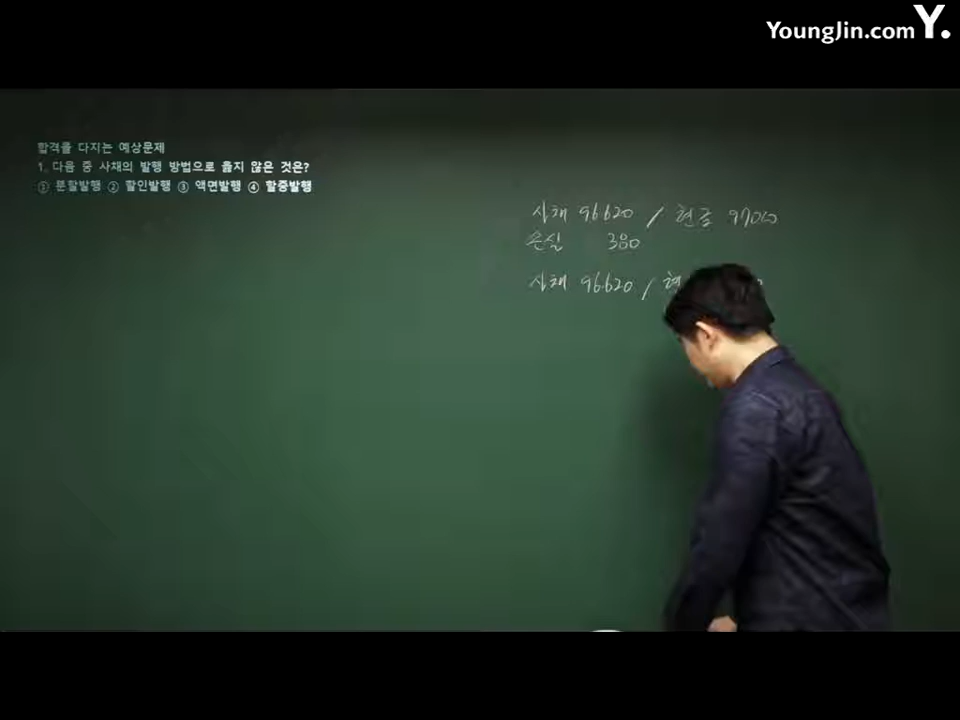 YoungJin.com Y.
합격을 다지는 예상문제
1. 다음 중 사채의 발행 방법으로 옳지 않은 것은?
① 분할발행 ② 할인발행 ③ 액면발행 ④ 할증발행
사채 96620 / 현금 97000
손실 380
사채 96620 / 현